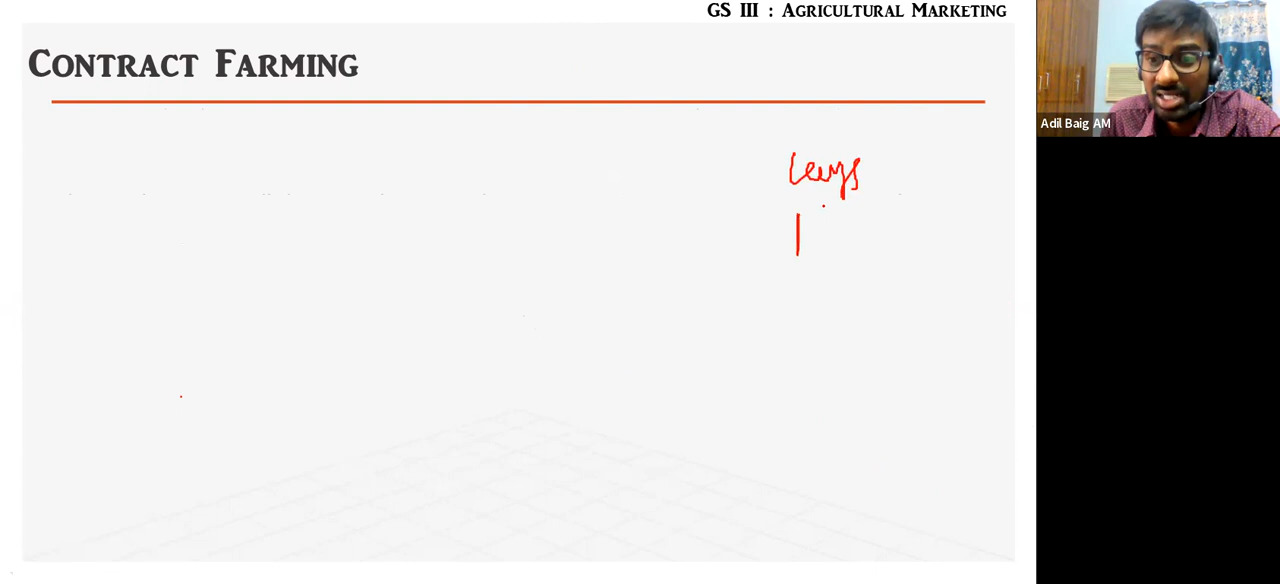 GS III : Agricultural Marketing
Contract Farming
Adil Baig AM
Lays